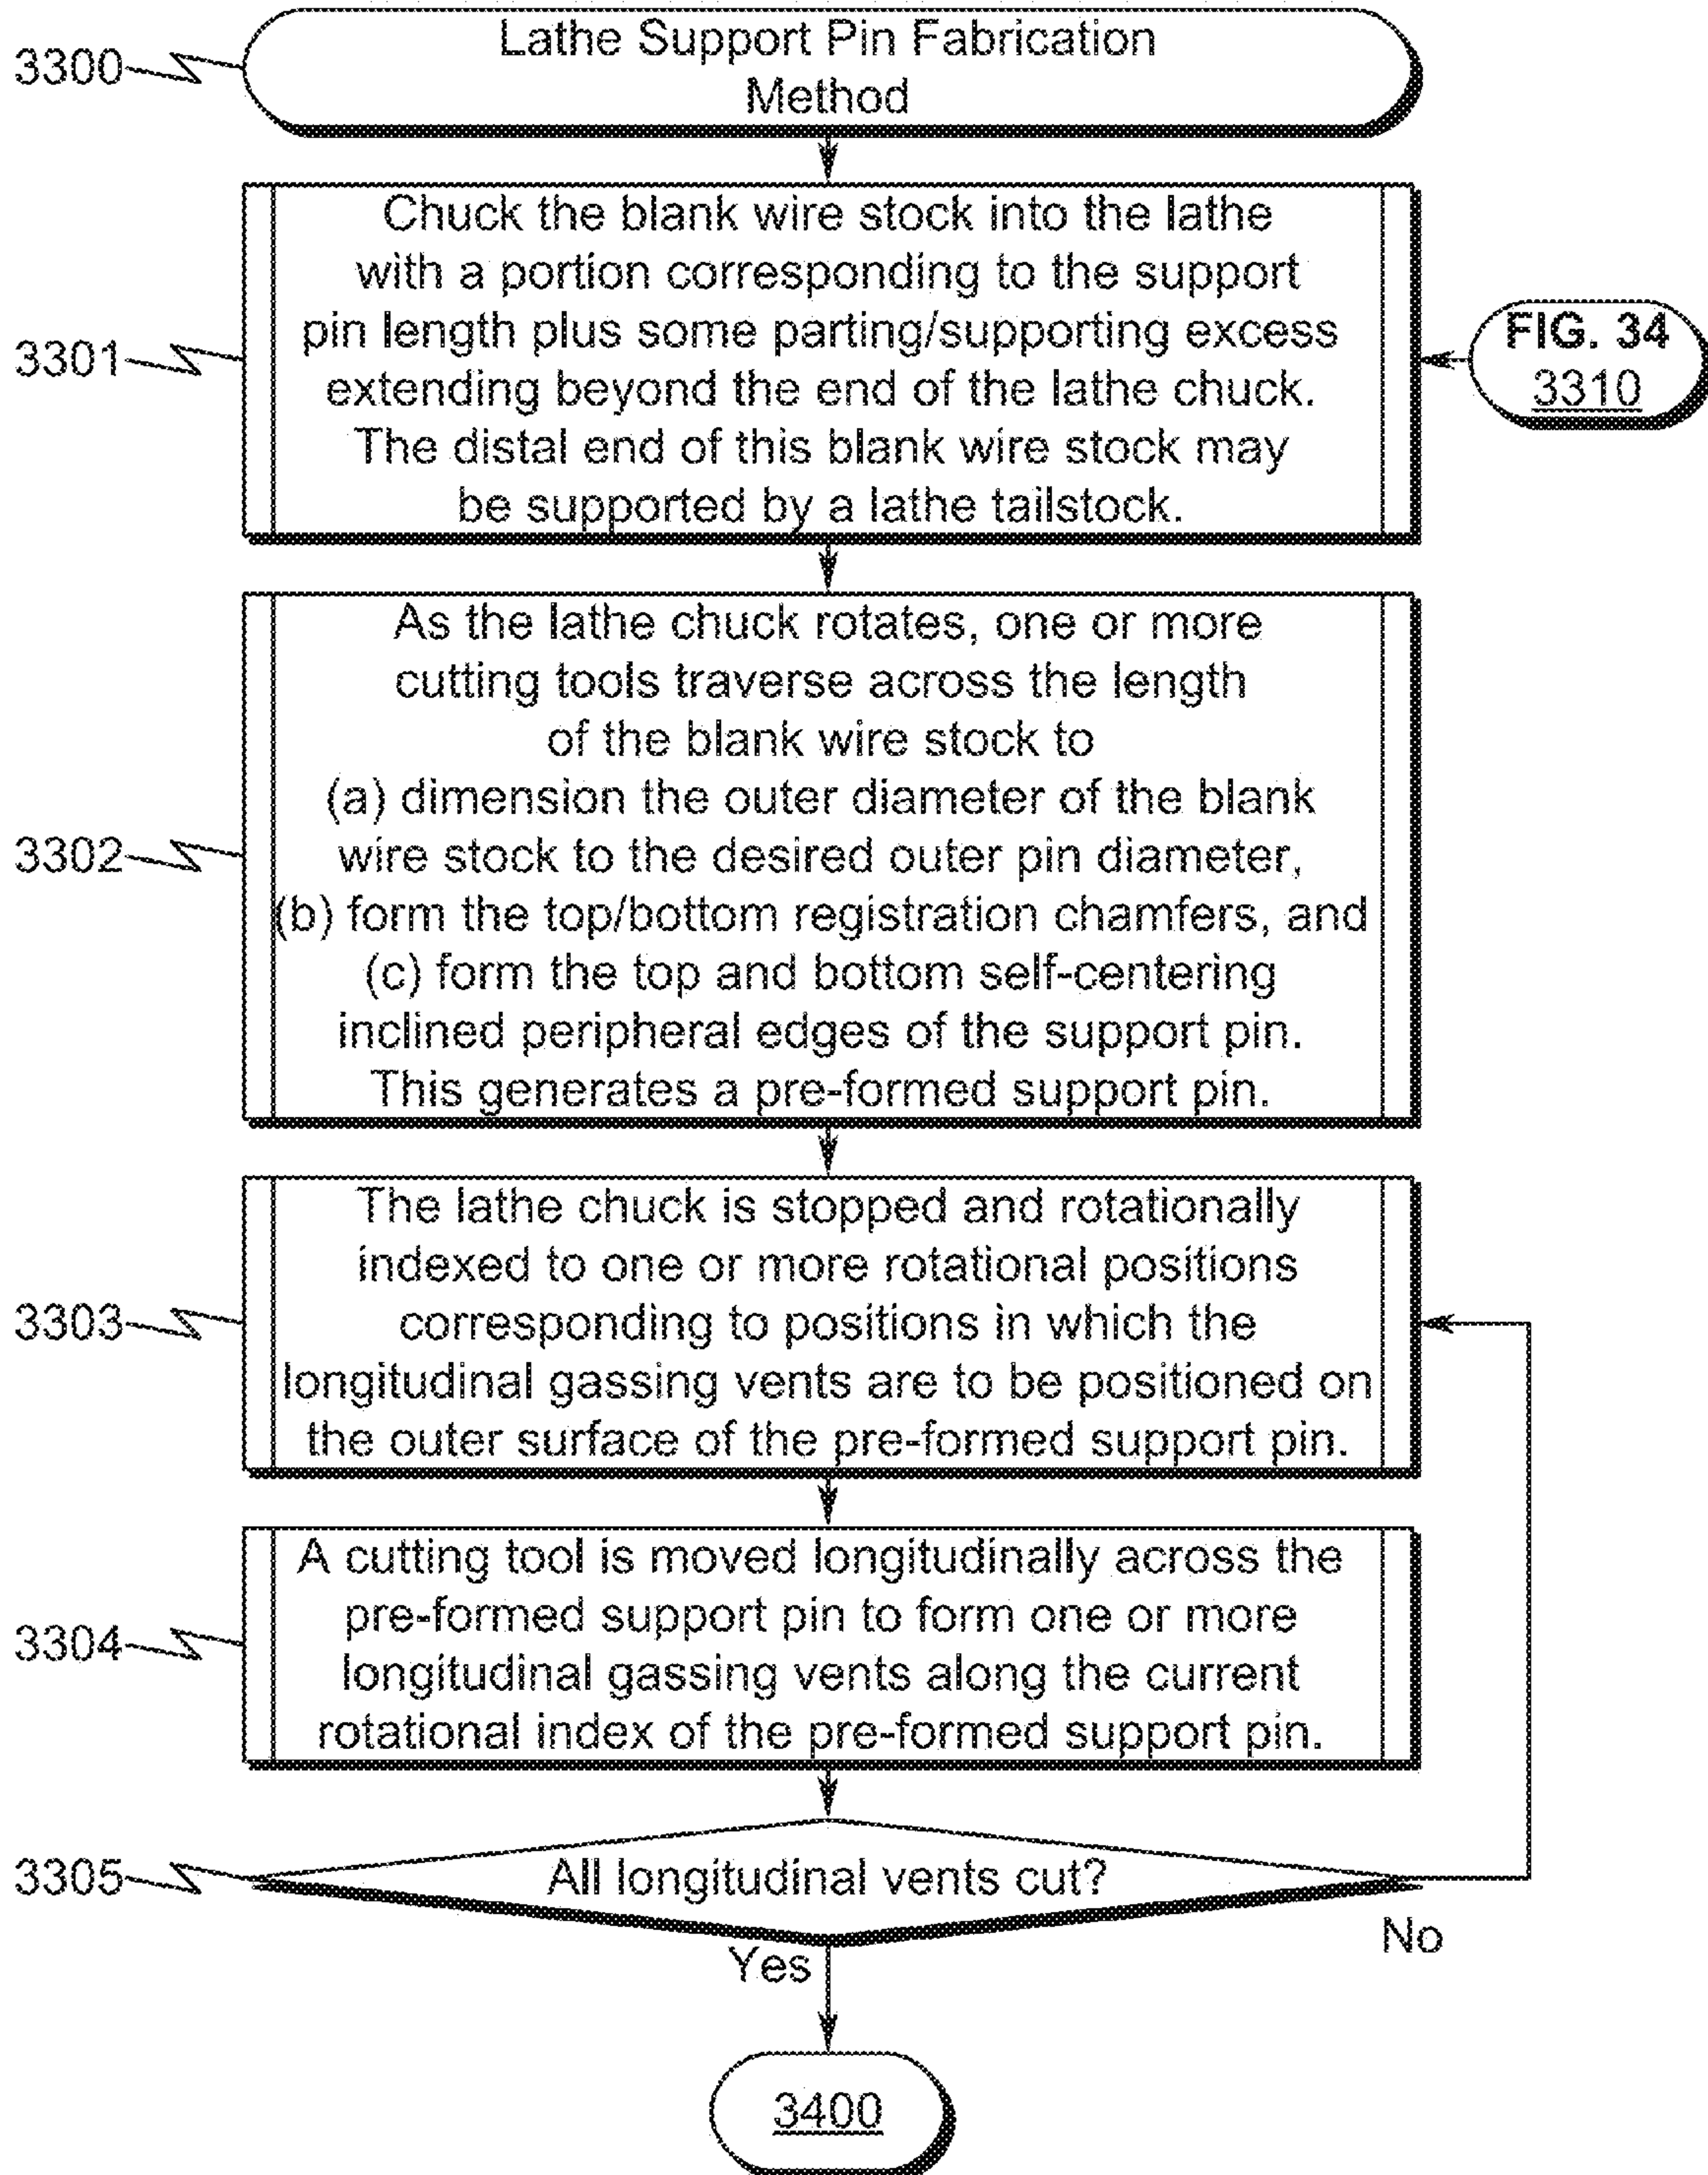 3300
Lathe Support Pin Fabrication
Method
3301
Chuck the blank wire stock into the lathe
with a portion corresponding to the support
pin length plus some parting/supporting excess
extending beyond the end of the lathe chuck.
The distal end of this blank wire stock may
be supported by a lathe tailstock.
FIG. 34
3310
3302
As the lathe chuck rotates, one or more
cutting tools traverse across the length
of the blank wire stock to
(a) dimension the outer diameter of the blank
wire stock to the desired outer pin diameter,
(b) form the top/bottom registration chamfers, and
(c) form the top and bottom self-centering
inclined peripheral edges of the support pin.
This generates a pre-formed support pin.
3303
The lathe chuck is stopped and rotationally
indexed to one or more rotational positions
corresponding to positions in which the
longitudinal gassing vents are to be positioned on
the outer surface of the pre-formed support pin.
3304
A cutting tool is moved longitudinally across the
pre-formed support pin to form one or more
longitudinal gassing vents along the current
rotational index of the pre-formed support pin.
3305
All longitudinal vents cut?
No
Yes
3400